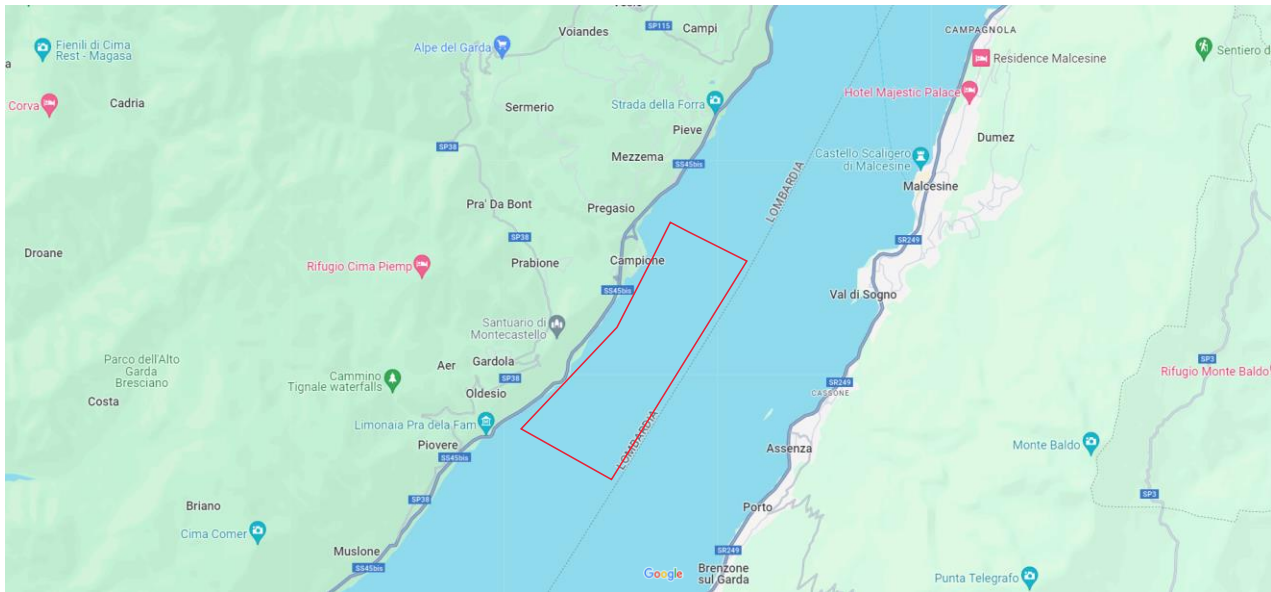 Voiandes
SP115
Campi
CAMPAGNOLA
Fienili di Cima
Rest - Magasa
Alpe del Garda
Residence Malcesine
Corva
Cadria
Sermerio
Strada della Forra
Hotel Majestic Palace
Pieve
Dumez
SP38
Mezzema
SS45bis
Castello Scaligero
di Malcesine
LOMBARDIA
Malcesine
Pra' Da Bont
Pregasio
SP38
SR249
Droane
Rifugio Cima Piemp
Prabione
Campione
SS45bis
Val di Sogno
Santuario di
Montecastello
Parco dell'Alto
Garda
Bresciano
Aer
Gardola
SP3
Cammino
Tignale waterfalls
SP38
Rifugio Monte Baldo
SR249
CASSONE
Costa
Oldesio
Limonaia Pra dela Fam
LOMBARDIA
Piovere
Assenza
Monte Baldo
SS45bis
SP38
SP3
Briano
Porto
Cima Comer
Muslone
SR249
SS45bis
Google
Brenzone
sul Garda
Punta Telegrafo